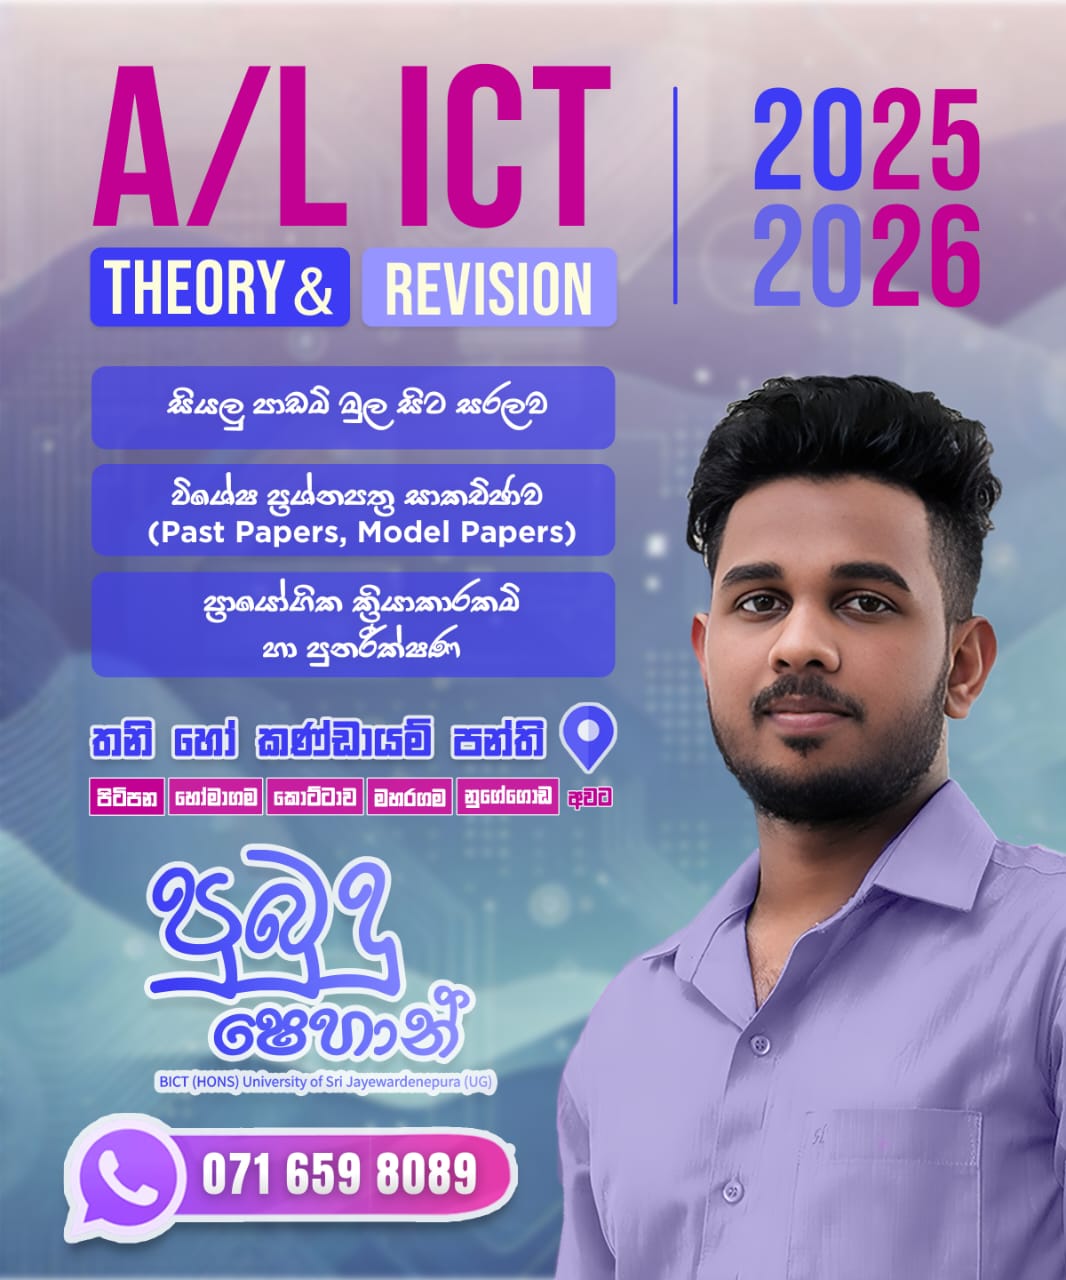 A/L ICT
2025
2026
THEORY & REVISION
සියලු පාඩම් මුල සිට සරලව
විශේෂ ප්‍රශ්නපත්‍ර සාකච්ඡාව
(Past Papers, Model Papers)
ප්‍රායෝගික ක්‍රියාකාරකම්
හා පුනරීක්ෂණ
තනි හෝ කණ්ඩායම් පන්ති
පිටිපන හෝමාගම කොට්ටාව මහරගම නුගේගොඩ අවට
පුබුදු
ෂෙහාන්
BICT (HONS) University of Sri Jayewardenepura (UG)
071 659 8089